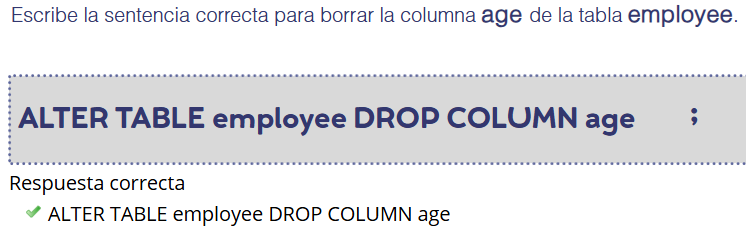 Escribe la sentencia correcta para borrar la columna age de la tabla employee.
ALTER TABLE employee DROP COLUMN age ;
Respuesta correcta
ALTER TABLE employee DROP COLUMN age